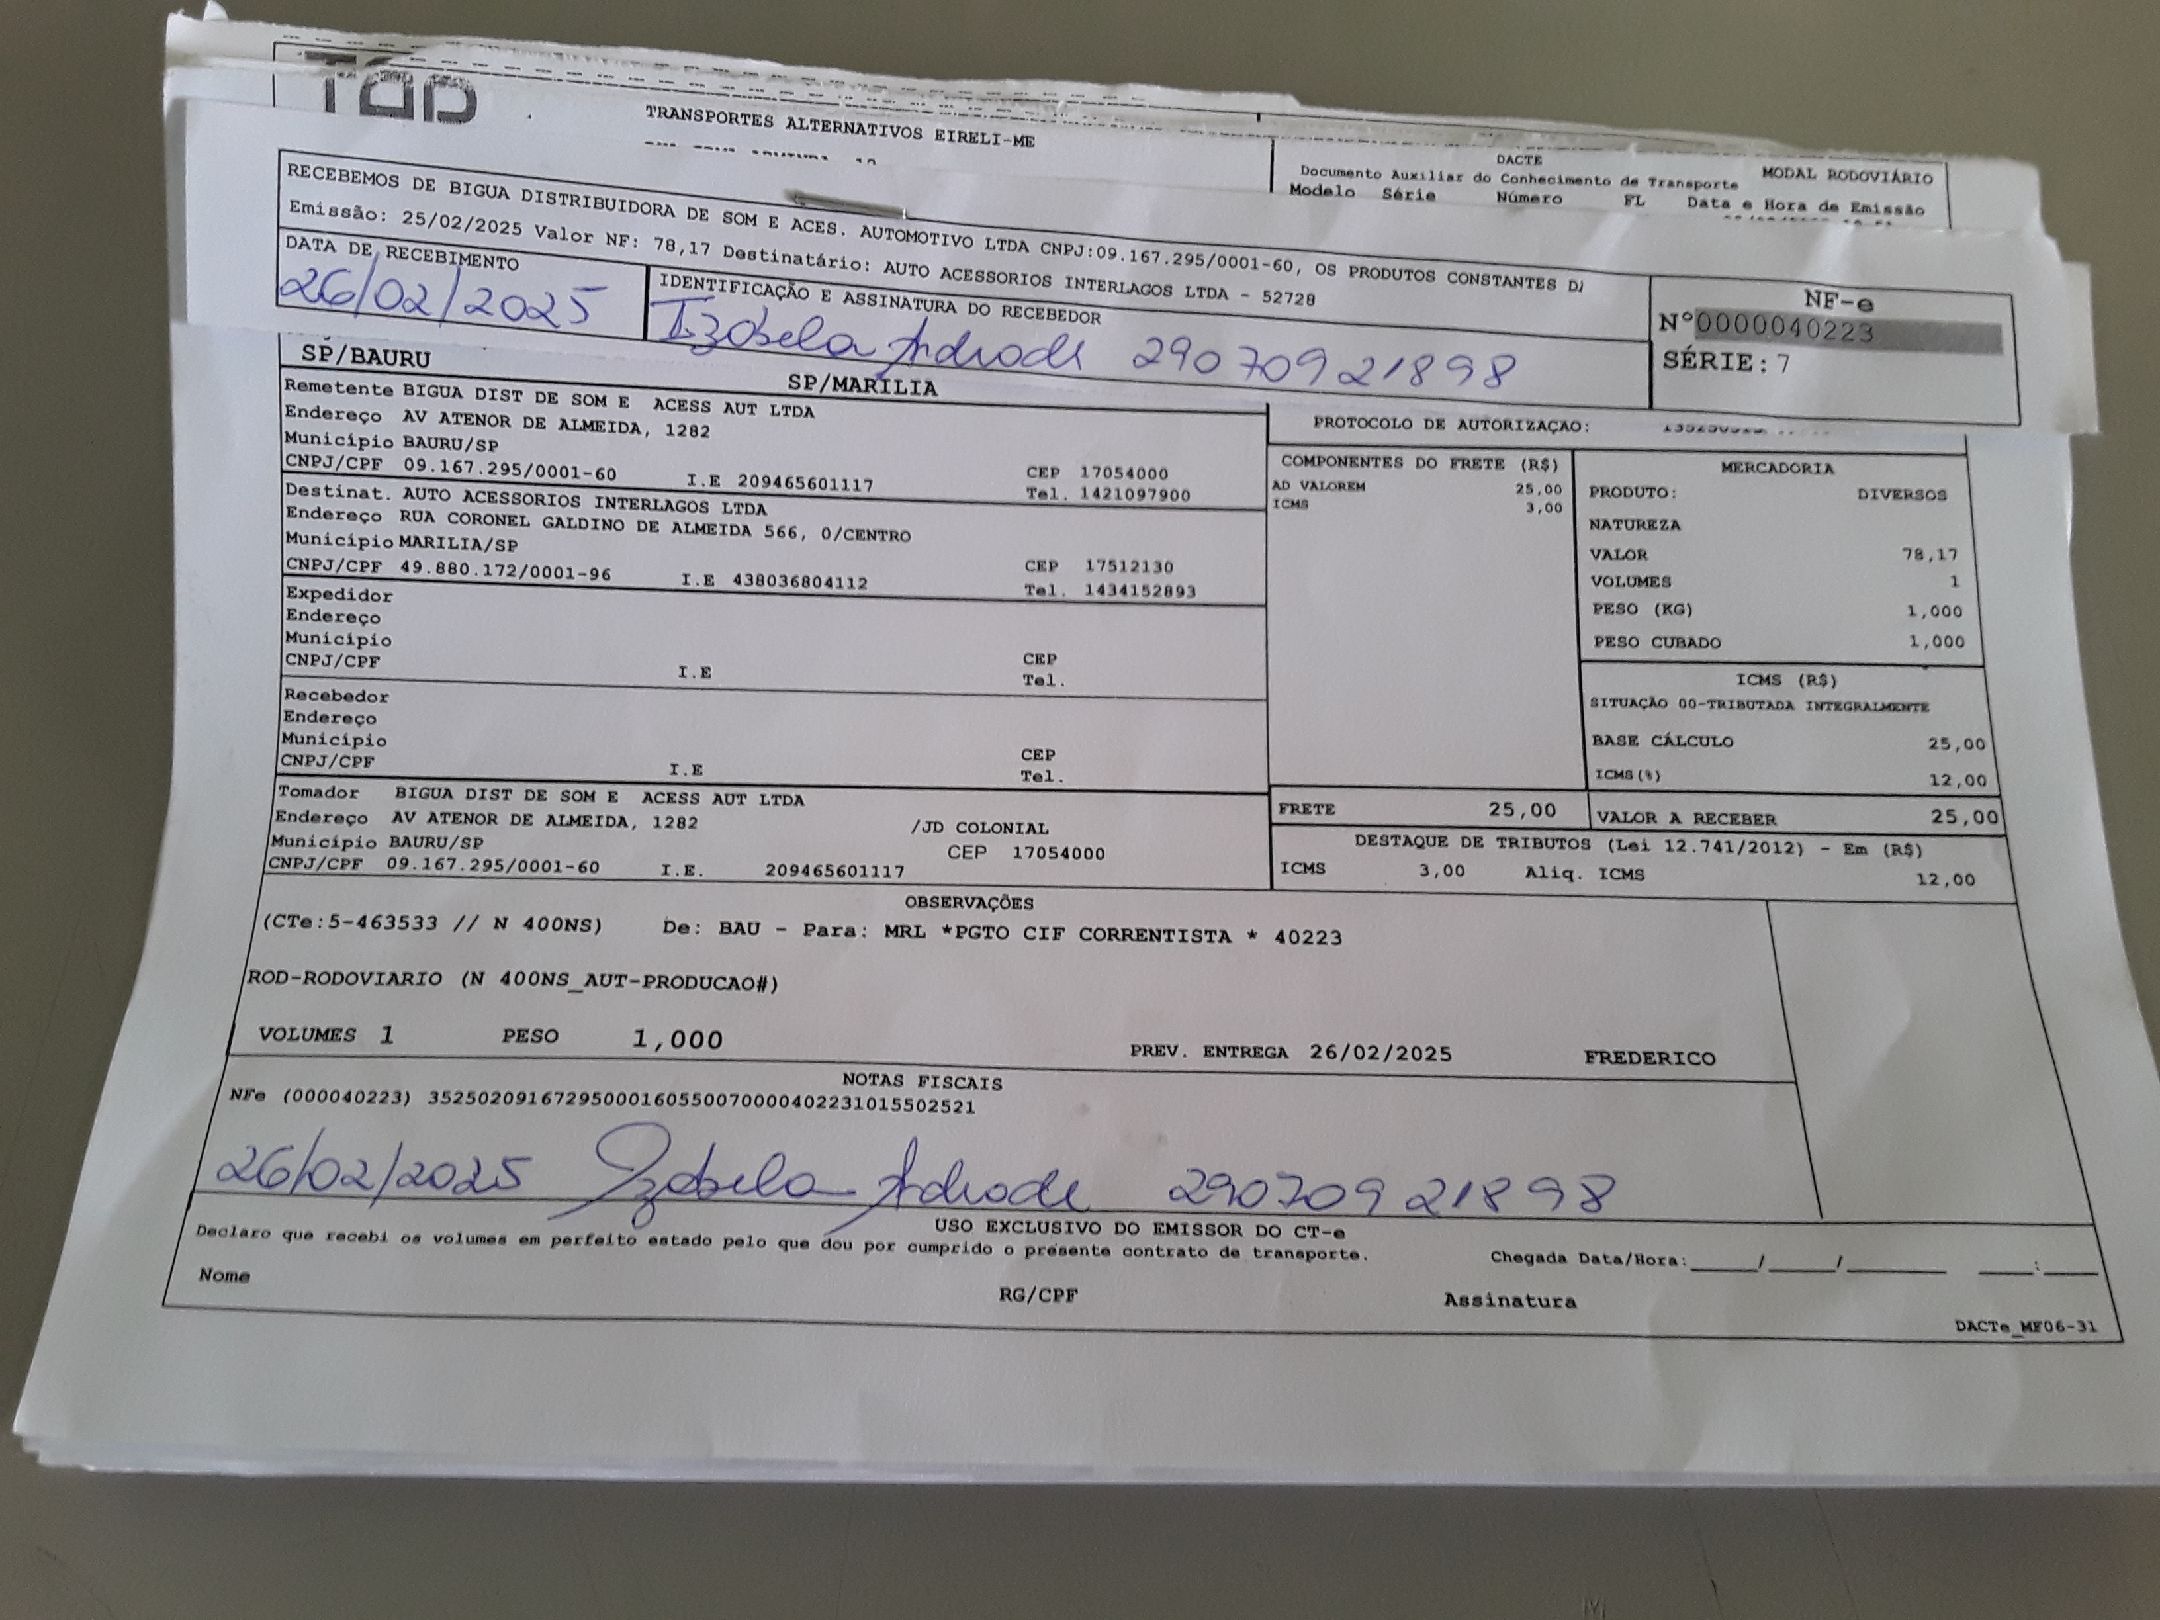 TRANSPORTES ALTERNATIVOS EIRELI-ME
DACTE
Documento Auxiliar do Conhecimento de Transporte
MODAL RODOVIÁRIO
Modelo Série Número FL Data e Hora de Emissão
RECEBEMOS DE BIGUA DISTRIBUIDORA DE SOM E ACES. AUTOMOTIVO LTDA CNPJ:09.167.295/0001-60, OS PRODUTOS CONSTANTES
Emissão: 25/02/2025 Valor NF: 78,17 Destinatário: AUTO ACESSORIOS INTERLAGOS LTDA - 52728
DATA DE RECEBIMENTO
26/02/2025
IDENTIFICAÇÃO E ASSINATURA DO RECEBEDOR
Izabela Andrade 29070921898
NF-e
Nº0000040223
SÉRIE: 7
SP/BAURU
SP/MARILIA
Remetente BIGUA DIST DE SOM E ACESS AUT LTDA
Endereço AV ATENOR DE ALMEIDA, 1282
Município BAURU/SP
CNPJ/CPF 09.167.295/0001-60 I.E 209465601117
CEP 17054000
Tel. 1421097900
Destinat. AUTO ACESSORIOS INTERLAGOS LTDA
Endereço RUA CORONEL GALDINO DE ALMEIDA 566, 0/CENTRO
Município MARILIA/SP
CNPJ/CPF 49.880.172/0001-96 I.E 438036804112
CEP 17512130
Tel. 1434152893
Expedidor
Endereço
Município
CNPJ/CPF I.E
CEP
Tel.
Recebedor
Endereço
Município
CNPJ/CPF I.E
CEP
Tel.
Tomador BIGUA DIST DE SOM E ACESS AUT LTDA
Endereço AV ATENOR DE ALMEIDA, 1282 /JD COLONIAL
Município BAURU/SP CEP 17054000
CNPJ/CPF 09.167.295/0001-60 I.E. 209465601117
PROTOCOLO DE AUTORIZAÇÃO:
COMPONENTES DO FRETE (R$)
AD VALOREM 25,00
ICMS 3,00
MERCADORIA
PRODUTO: DIVERSOS
NATUREZA
VALOR 78,17
VOLUMES 1
PESO (KG) 1,000
PESO CUBADO 1,000
ICMS (R$)
SITUAÇÃO 00-TRIBUTADA INTEGRALMENTE
BASE CÁLCULO 25,00
ICMS(%) 12,00
FRETE 25,00
VALOR A RECEBER 25,00
DESTAQUE DE TRIBUTOS (Lei 12.741/2012) - Em (R$)
ICMS 3,00 Aliq. ICMS 12,00
OBSERVAÇÕES
(CTe:5-463533 // N 400NS) De: BAU - Para: MRL *PGTO CIF CORRENTISTA * 40223
ROD-RODOVIARIO (N 400NS_AUT-PRODUCAO#)
VOLUMES 1 PESO 1,000 PREV. ENTREGA 26/02/2025 FREDERICO
NOTAS FISCAIS
NFe (000040223) 35250209167295000160550070000402231015502521
26/02/2025 Izabela Andrade 29070921898
USO EXCLUSIVO DO EMISSOR DO CT-e
Declaro que recebi os volumes em perfeito estado pelo que dou por cumprido o presente contrato de transporte.
Chegada Data/Hora:_____/_____/_______ ____:____
Nome RG/CPF Assinatura
DACTe_MF06-31